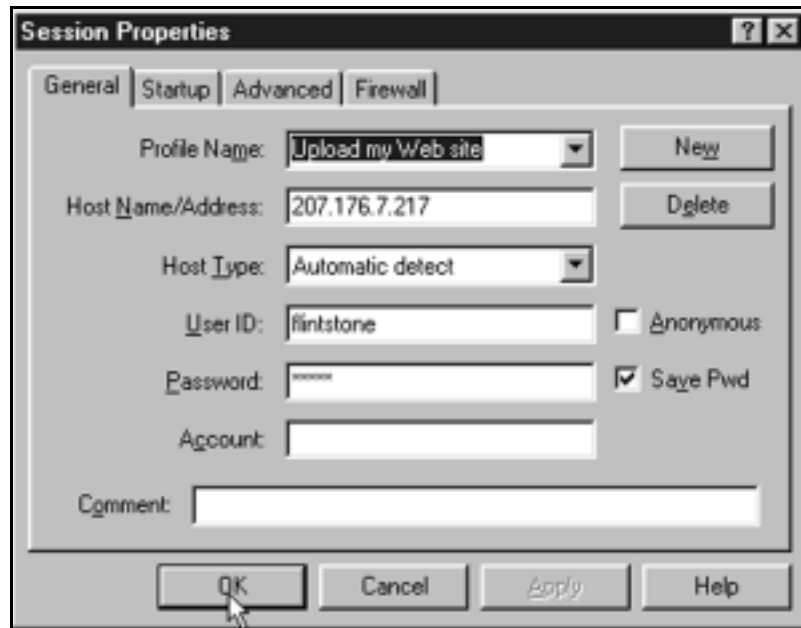 Session Properties
General Startup Advanced Firewall
Profile Name: Upload my Web site New
Host Name/Address: 207.176.7.217 Delete
Host Type: Automatic detect
User ID: flintstone Anonymous
Password: ***** Save Pwd
Account:
Comment:
OK Cancel Apply Help